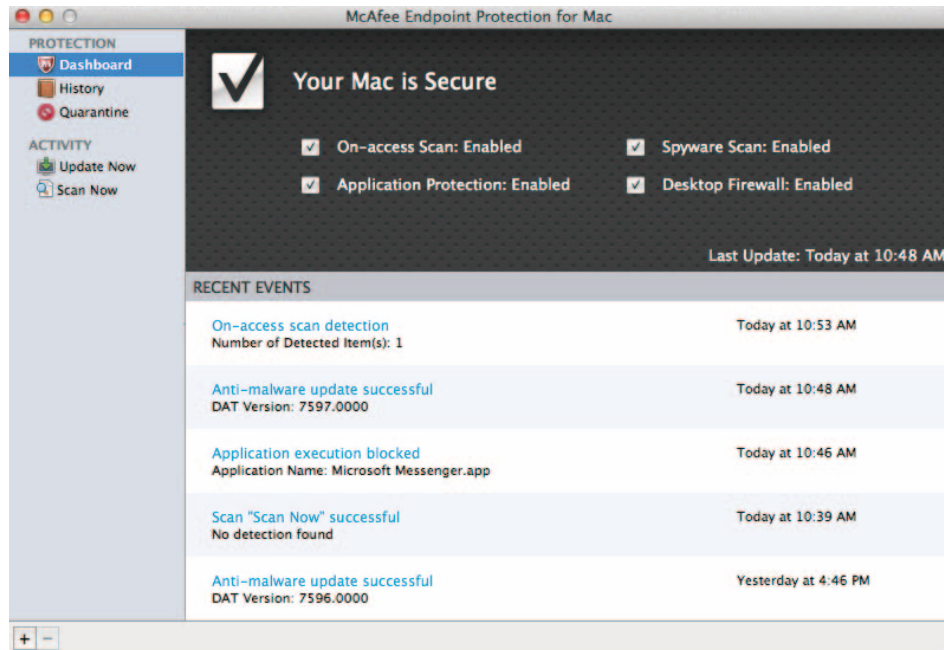 McAfee Endpoint Protection for Mac
PROTECTION
Dashboard
History
Quarantine
ACTIVITY
Update Now
Scan Now
Your Mac is Secure
On-access Scan: Enabled
Spyware Scan: Enabled
Application Protection: Enabled
Desktop Firewall: Enabled
Last Update: Today at 10:48 AM
RECENT EVENTS
On-access scan detection
Today at 10:53 AM
Number of Detected Item(s): 1
Anti-malware update successful
Today at 10:48 AM
DAT Version: 7597.0000
Application execution blocked
Today at 10:46 AM
Application Name: Microsoft Messenger.app
Scan "Scan Now" successful
Today at 10:39 AM
No detection found
Anti-malware update successful
Yesterday at 4:46 PM
DAT Version: 7596.0000